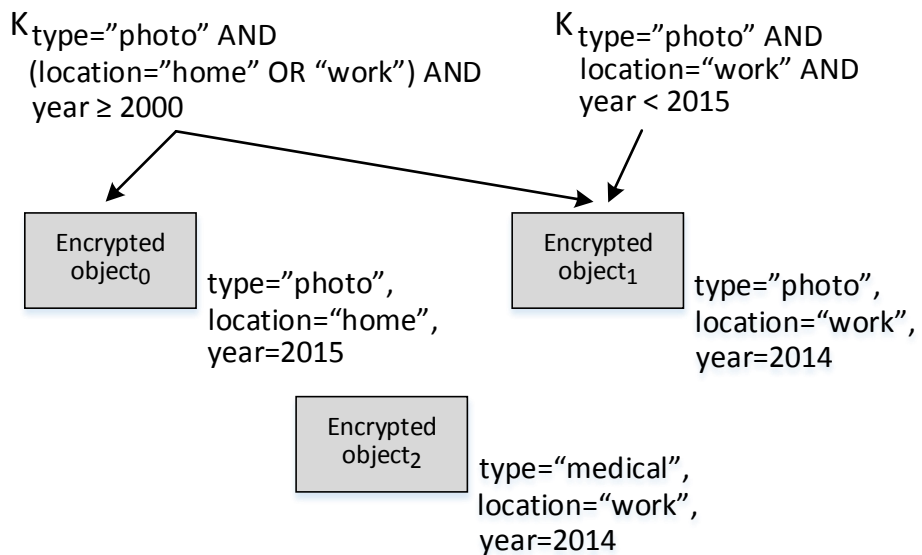 K type=”photo” AND
(location=”home” OR “work”) AND
year ≥ 2000
K type=”photo” AND
location=“work” AND
year < 2015
Encrypted
object0
type=”photo”,
location=“home”,
year=2015
Encrypted
object1
type=”photo”,
location=“work”,
year=2014
Encrypted
object2
type=“medical”,
location=“work”,
year=2014